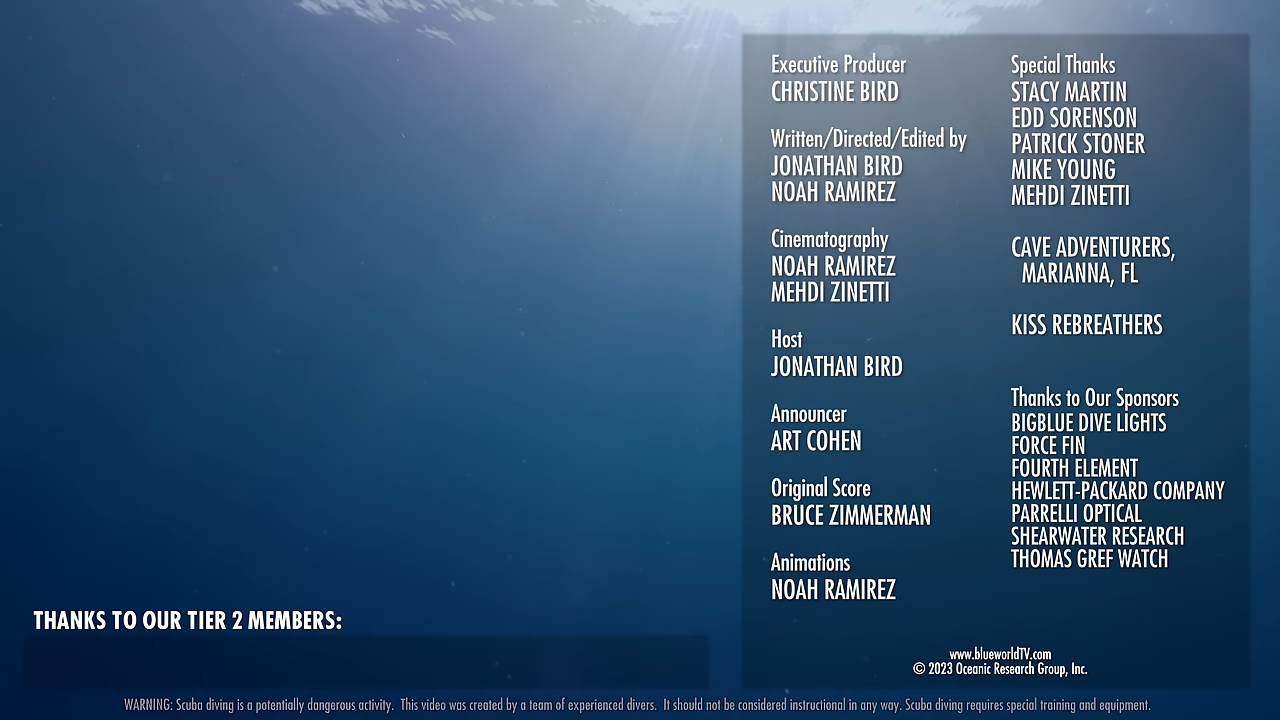 Executive Producer
CHRISTINE BIRD
Written/Directed/Edited by
JONATHAN BIRD
NOAH RAMIREZ
Cinematography
NOAH RAMIREZ
MEHDI ZINETTI
Host
JONATHAN BIRD
Announcer
ART COHEN
Original Score
BRUCE ZIMMERMAN
Animations
NOAH RAMIREZ
Special Thanks
STACY MARTIN
EDD SORENSON
PATRICK STONER
MIKE YOUNG
MEHDI ZINETTI
CAVE ADVENTURERS,
MARIANNA, FL
KISS REBREATHERS
Thanks to Our Sponsors
BIGBLUE DIVE LIGHTS
FORCE FIN
FOURTH ELEMENT
HEWLETT-PACKARD COMPANY
PARRELLI OPTICAL
SHEARWATER RESEARCH
THOMAS GREF WATCH
www.blueworldTV.com
© 2023 Oceanic Research Group, Inc.
THANKS TO OUR TIER 2 MEMBERS:
WARNING: Scuba diving is a potentially dangerous activity. This video was created by a team of experienced divers. It should not be considered instructional in any way. Scuba diving requires special training and equipment.